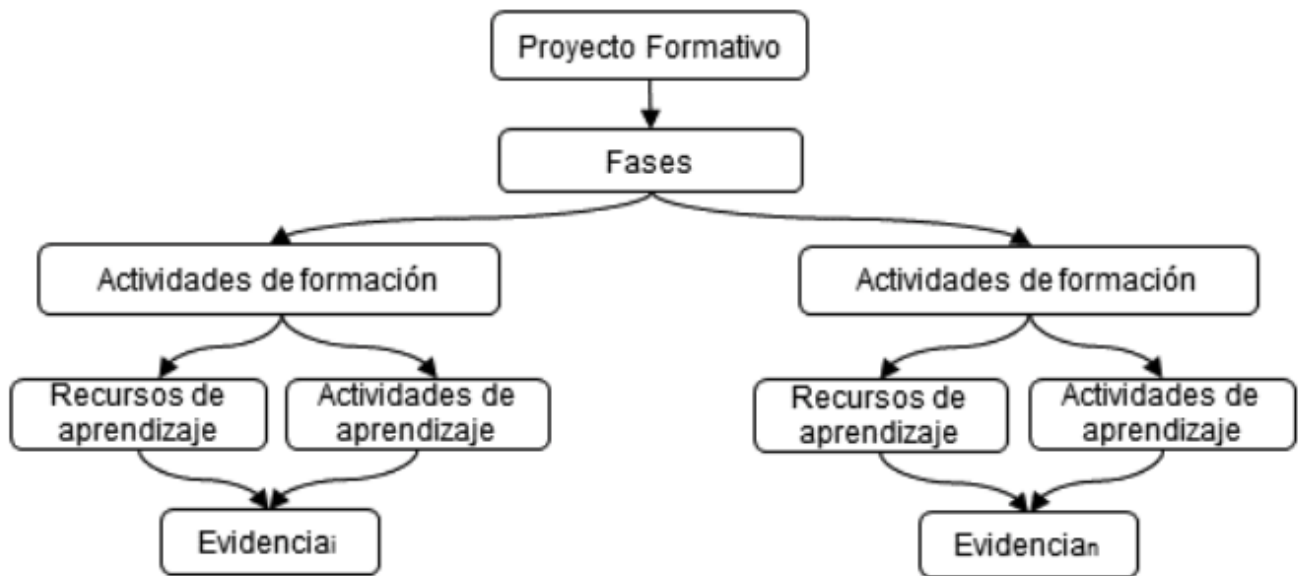 Proyecto Formativo
Fases
Actividades de formación
Actividades de formación
Recursos de
aprendizaje
Actividades de
aprendizaje
Recursos de
aprendizaje
Actividades de
aprendizaje
Evidenciai
Evidencian